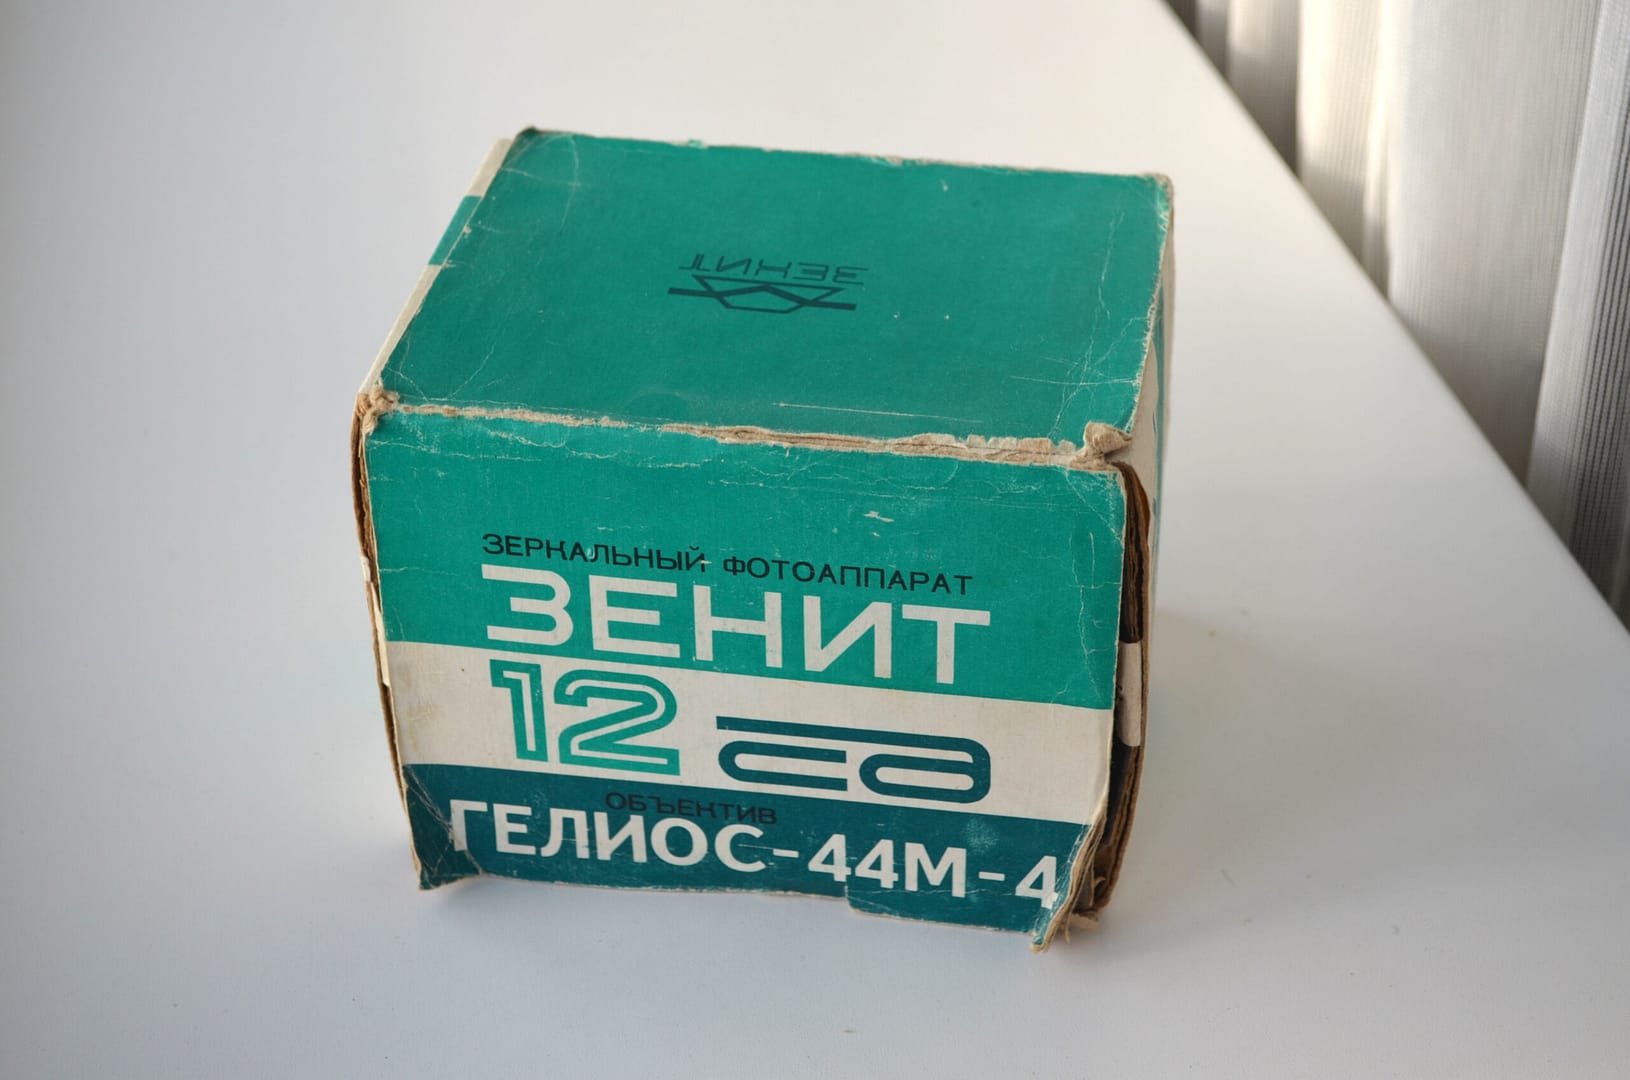 ЗЕНИТ
ЗЕРКАЛЬНЫЙ ФОТОАППАРАТ
ЗЕНИТ
12 сд
ОБЪЕКТИВ
ГЕЛИОС-44М-4